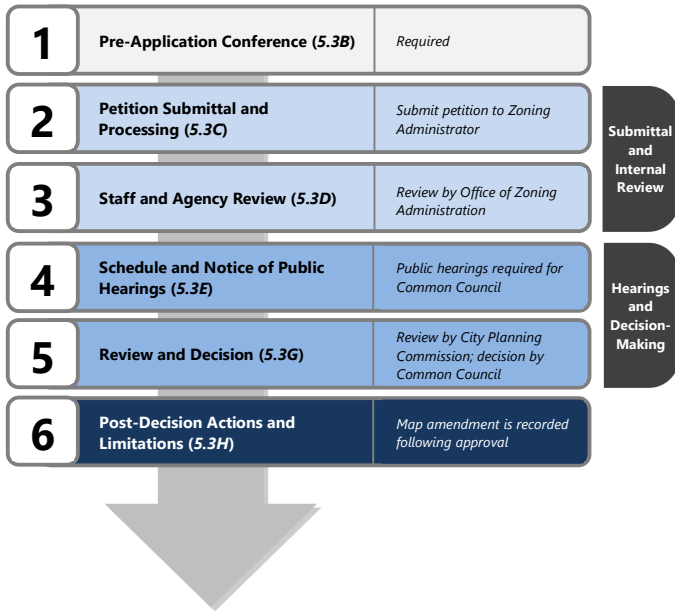 1
Pre-Application Conference (5.3B)
Required
2
Petition Submittal and
Processing (5.3C)
Submit petition to Zoning
Administrator
3
Staff and Agency Review (5.3D)
Review by Office of Zoning
Administration
Submittal
and
Internal
Review
4
Schedule and Notice of Public
Hearings (5.3E)
Public hearings required for
Common Council
5
Review and Decision (5.3G)
Review by City Planning
Commission; decision by
Common Council
Hearings
and
Decision-
Making
6
Post-Decision Actions and
Limitations (5.3H)
Map amendment is recorded
following approval